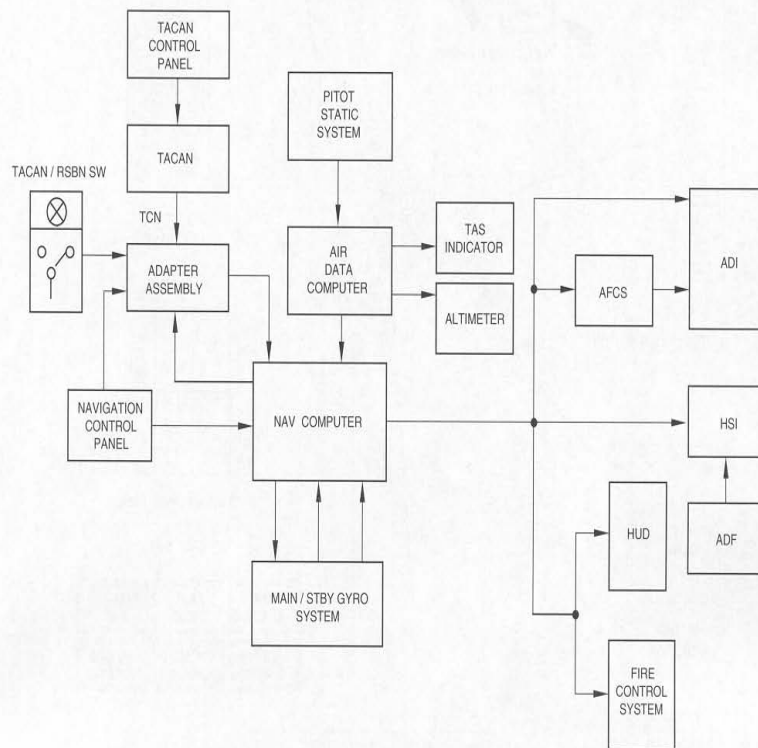 TACAN
CONTROL
PANEL
PITOT
STATIC
SYSTEM
TACAN
TACAN / RSBN SW
TCN
ADAPTER
ASSEMBLY
AIR
DATA
COMPUTER
TAS
INDICATOR
ALTIMETER
AFCS
ADI
NAVIGATION
CONTROL
PANEL
NAV COMPUTER
HSI
HUD
ADF
MAIN / STBY GYRO
SYSTEM
FIRE
CONTROL
SYSTEM